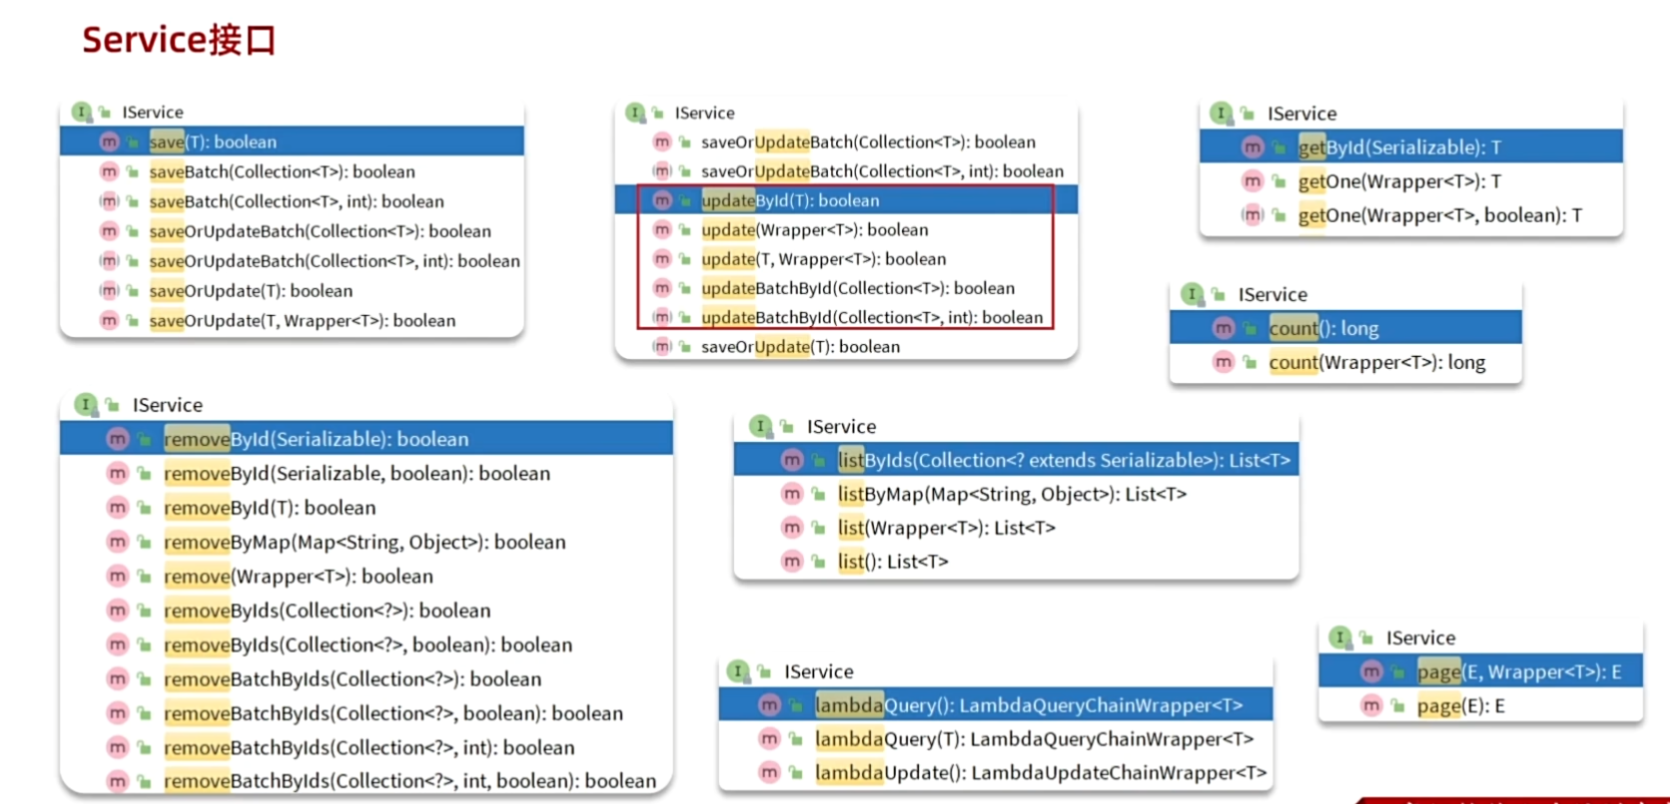 Service接口
IService
save(T): boolean
saveBatch(Collection<T>): boolean
saveBatch(Collection<T>, int): boolean
saveOrUpdateBatch(Collection<T>): boolean
saveOrUpdateBatch(Collection<T>, int): boolean
saveOrUpdate(T): boolean
saveOrUpdate(T, Wrapper<T>): boolean
IService
saveOrUpdateBatch(Collection<T>): boolean
saveOrUpdateBatch(Collection<T>, int): boolean
updateById(T): boolean
update(Wrapper<T>): boolean
update(T, Wrapper<T>): boolean
updateBatchById(Collection<T>): boolean
updateBatchById(Collection<T>, int): boolean
saveOrUpdate(T): boolean
IService
getById(Serializable): T
getOne(Wrapper<T>): T
getOne(Wrapper<T>, boolean): T
IService
count(): long
count(Wrapper<T>): long
IService
removeById(Serializable): boolean
removeById(Serializable, boolean): boolean
removeById(T): boolean
removeByMap(Map<String, Object>): boolean
remove(Wrapper<T>): boolean
removeByIds(Collection<?>): boolean
removeByIds(Collection<?>, boolean): boolean
removeBatchByIds(Collection<?>): boolean
removeBatchByIds(Collection<?>, boolean): boolean
removeBatchByIds(Collection<?>, int): boolean
removeBatchByIds(Collection<?>, int, boolean): boolean
IService
listByIds(Collection<? extends Serializable>): List<T>
listByMap(Map<String, Object>): List<T>
list(Wrapper<T>): List<T>
list(): List<T>
IService
lambdaQuery(): LambdaQueryChainWrapper<T>
lambdaQuery(T): LambdaQueryChainWrapper<T>
lambdaUpdate(): LambdaUpdateChainWrapper<T>
IService
page(E, Wrapper<T>): E
page(E): E